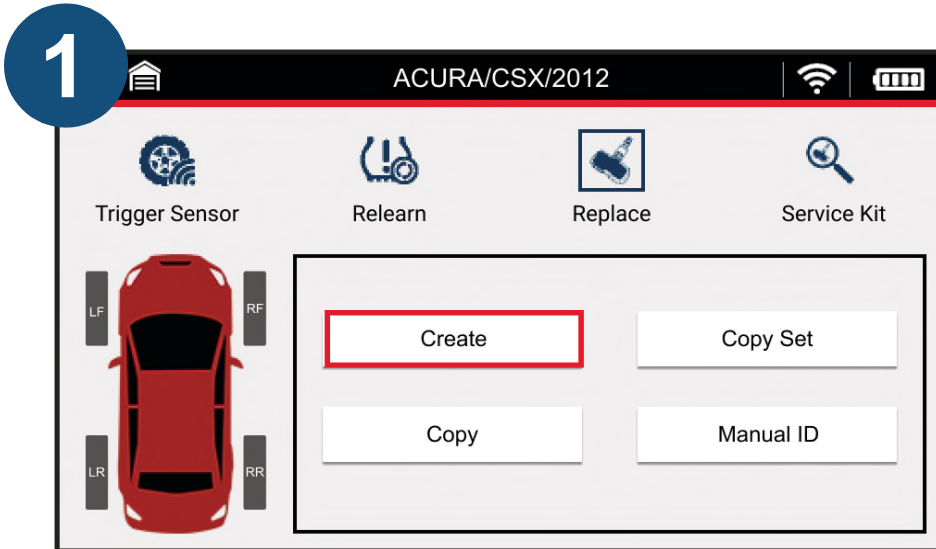 1
ACURA/CSX/2012
Trigger Sensor
Relearn
Replace
Service Kit
LF
RF
LR
RR
Create
Copy Set
Copy
Manual ID